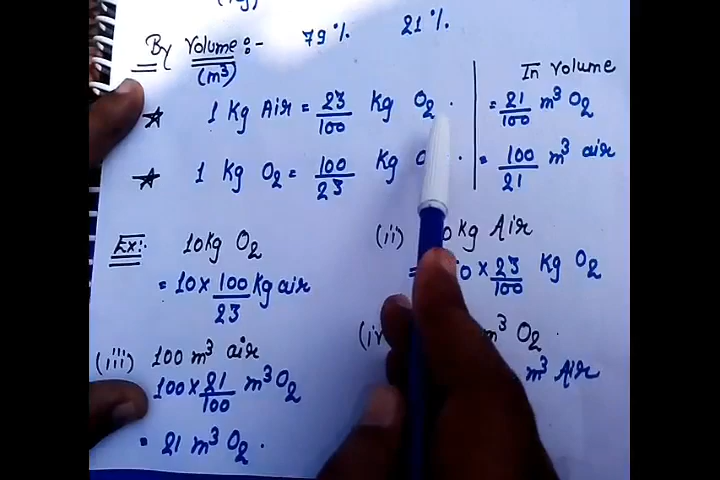 (kg)
By Volume :- 79 % 21 %
(m³)
In volume
☆ 1 Kg Air = 23/100 kg O₂ . = 21/100 m³ O₂
☆ 1 Kg O₂ = 100/23 Kg . = 100/21 m³ air
Ex:- 10kg O₂
= 10 x 100/23 kg air
(ii) kg Air
= x 23/100 kg O₂
(iii) 100 m³ air
100 x 21/100 m³ O₂
= 21 m³ O₂ .
m³ O₂ .
m³ Air